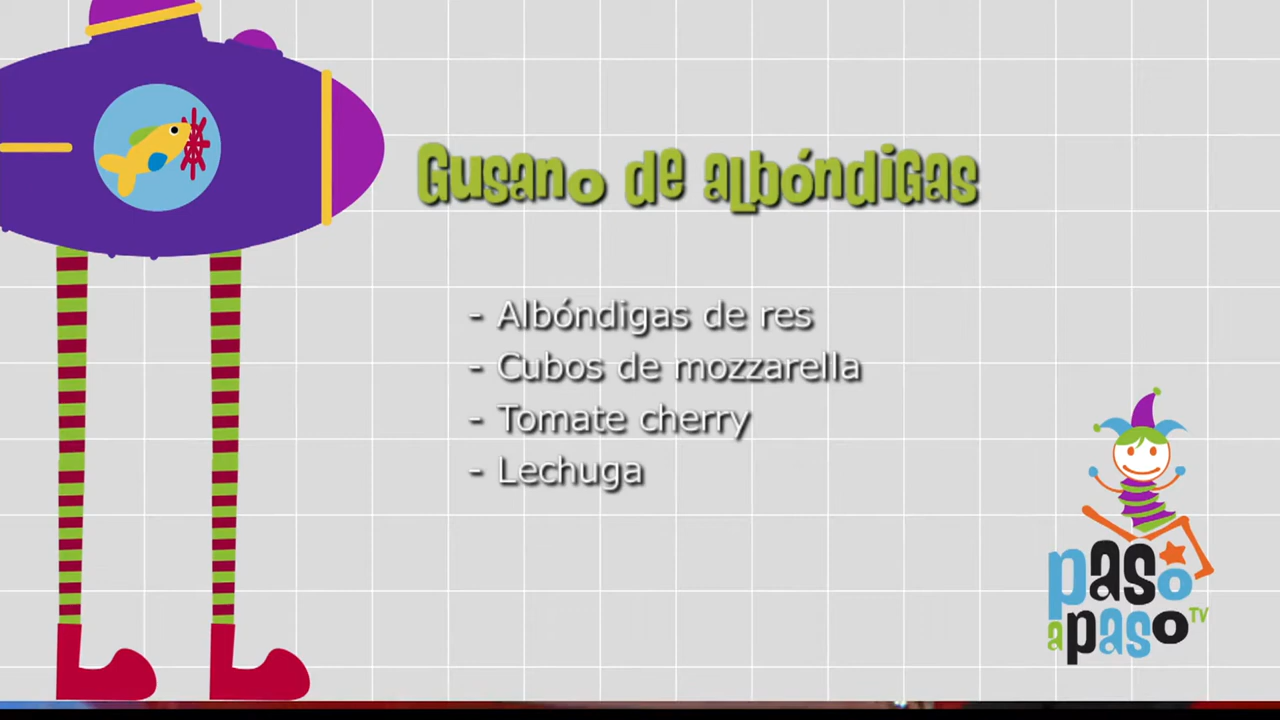 Gusano de albóndigas
- Albóndigas de res
- Cubos de mozzarella
- Tomate cherry
- Lechuga
paso
a paso TV